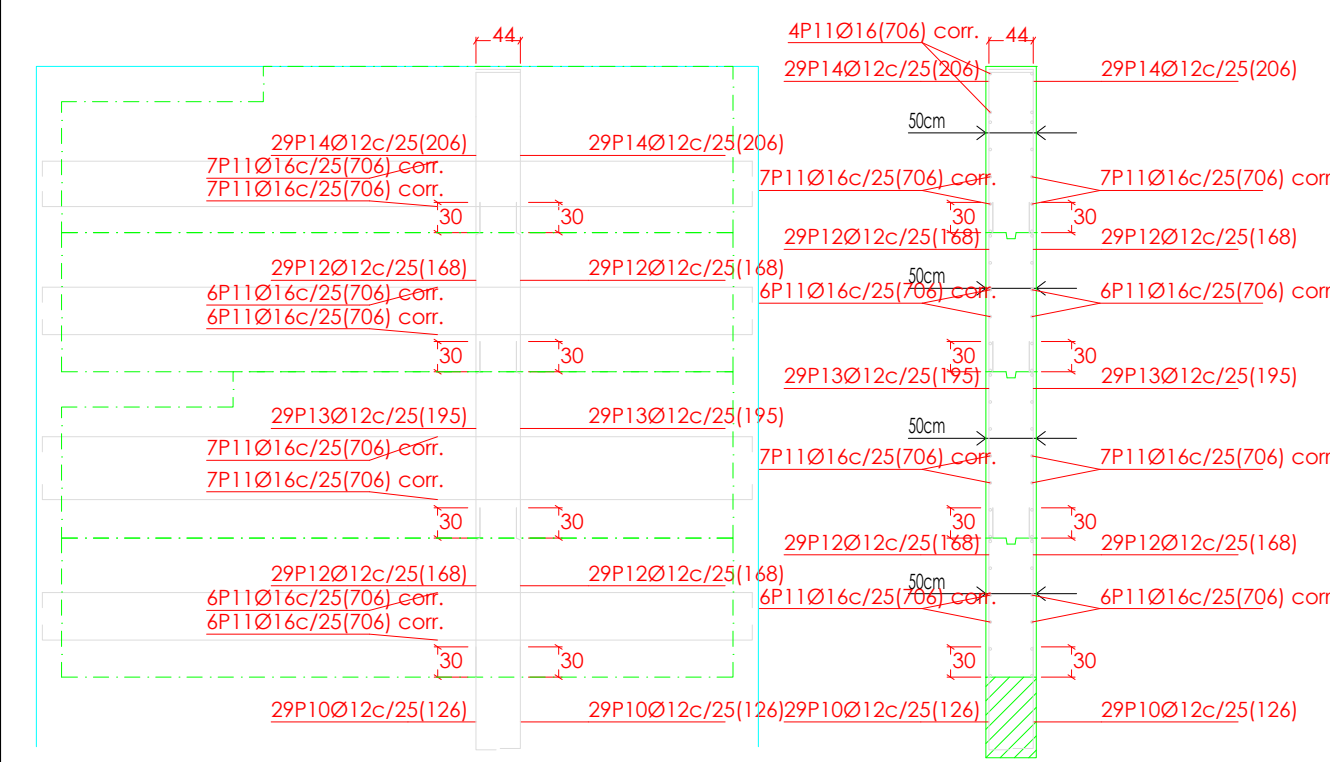 44
4P11Ø16(706) corr.
44
29P14Ø12c/25(206)
29P14Ø12c/25(206)
50cm
29P14Ø12c/25(206)
29P14Ø12c/25(206)
7P11Ø16c/25(706) corr.
7P11Ø16c/25(706) corr.
7P11Ø16c/25(706) corr.
7P11Ø16c/25(706) corr
30
30
30
30
29P12Ø12c/25(168)
29P12Ø12c/25(168)
29P12Ø12c/25(168)
29P12Ø12c/25(168)
50cm
6P11Ø16c/25(706) corr.
6P11Ø16c/25(706) corr.
6P11Ø16c/25(706) corr
6P11Ø16c/25(706) corr.
30
30
30
30
29P13Ø12c/25(195)
29P13Ø12c/25(195)
29P13Ø12c/25(195)
29P13Ø12c/25(195)
50cm
7P11Ø16c/25(706) corr.
7P11Ø16c/25(706) corr.
7P11Ø16c/25(706) corr
7P11Ø16c/25(706) corr.
30
30
30
30
29P12Ø12c/25(168)
29P12Ø12c/25(168)
29P12Ø12c/25(168)
29P12Ø12c/25(168)
50cm
6P11Ø16c/25(706) corr.
6P11Ø16c/25(706) corr.
6P11Ø16c/25(706) corr
6P11Ø16c/25(706) corr.
30
30
30
30
29P10Ø12c/25(126)
29P10Ø12c/25(126)
29P10Ø12c/25(126)
29P10Ø12c/25(126)